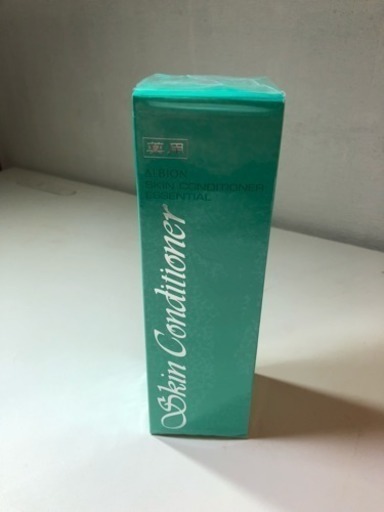 薬用
ALBION
SKIN CONDITIONER
ESSENTIAL
Skin Conditioner